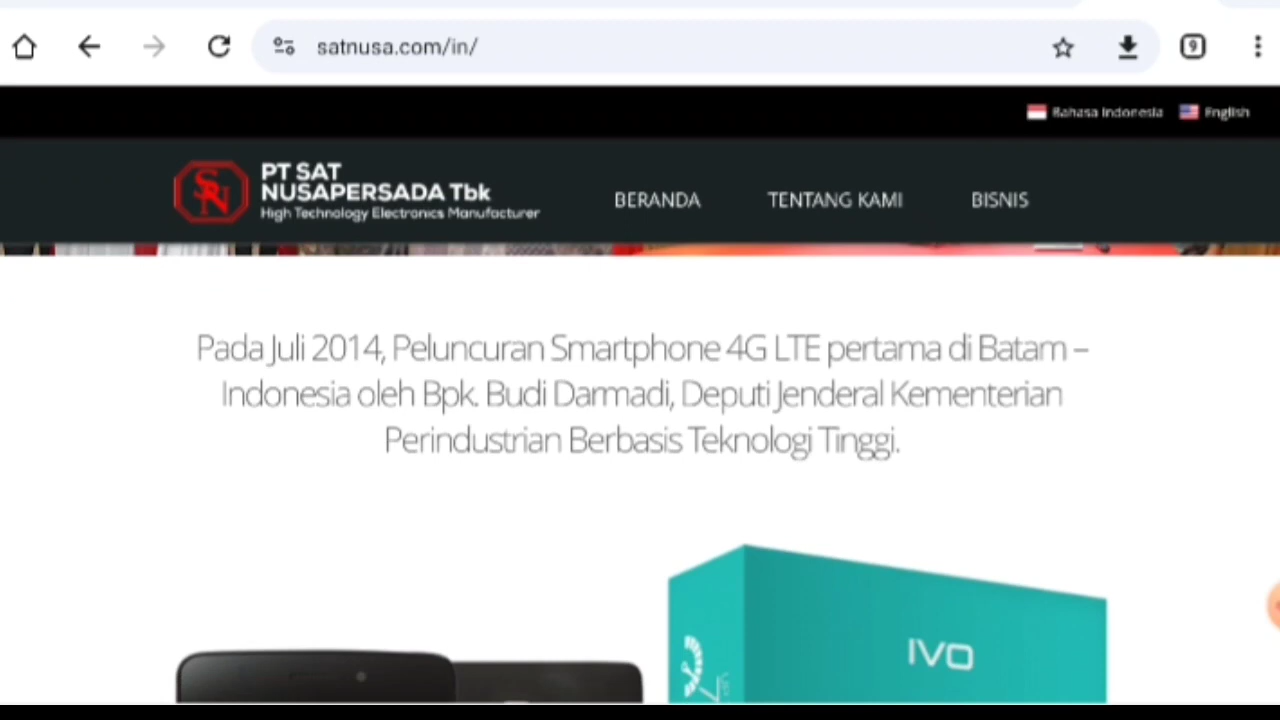 satnusa.com/in/
9
Bahasa Indonesia English
PT SAT
NUSAPERSADA Tbk
High Technology Electronics Manufacturer
BERANDA TENTANG KAMI BISNIS
Pada Juli 2014, Peluncuran Smartphone 4G LTE pertama di Batam –
Indonesia oleh Bpk. Budi Darmadi, Deputi Jenderal Kementerian
Perindustrian Berbasis Teknologi Tinggi.
IVO